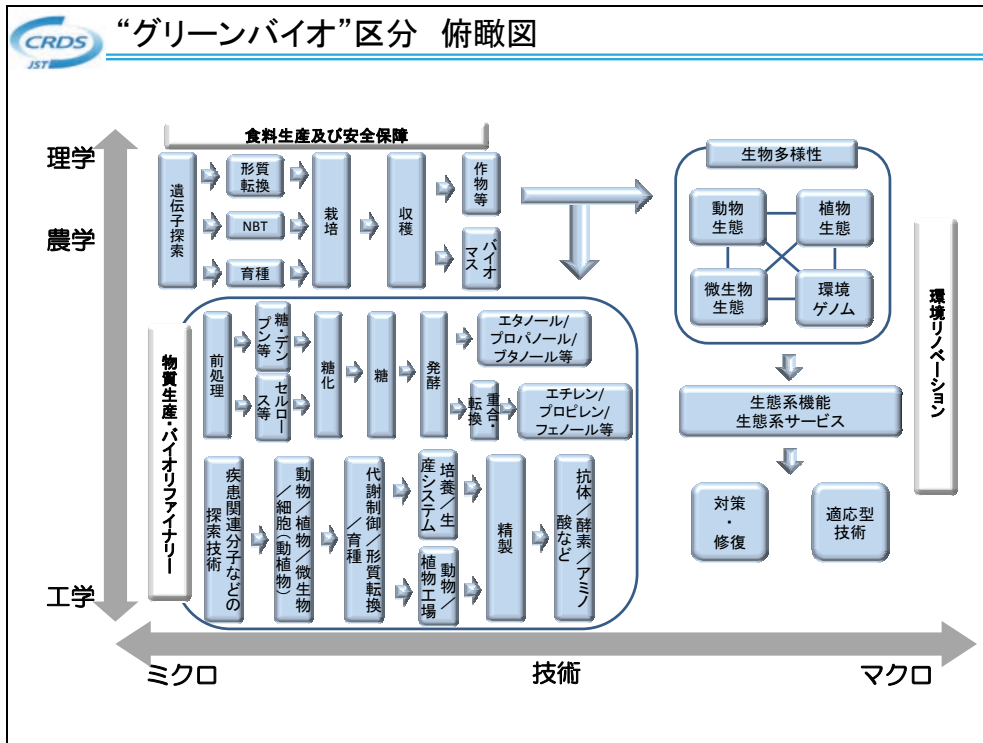 CRDS
JST
“グリーンバイオ”区分 俯瞰図
理学
農学
工学
食料生産及び安全保障
遺伝子探索
形質
転換
NBT
育種
栽培
収穫
作物等
バイオ
マス
物質生産・バイオリファイナリー
前処理
糖・デン
プン等
セルロー
ス等
糖化
糖
発酵
エタノール/
プロパノール/
ブタノール等
重合・
転換
エチレン/
プロピレン/
フェノール等
疾患関連分子などの
探索技術
動物/植物/微生物
/細胞(動植物)
代謝制御/形質転換
/育種
培養/生
産システム
動物/
植物工場
精製
抗体/酵素/アミノ
酸など
生物多様性
動物
生態
植物
生態
微生物
生態
環境
ゲノム
環境リノベーション
生態系機能
生態系サービス
対策
・
修復
適応型
技術
ミクロ
技術
マクロ